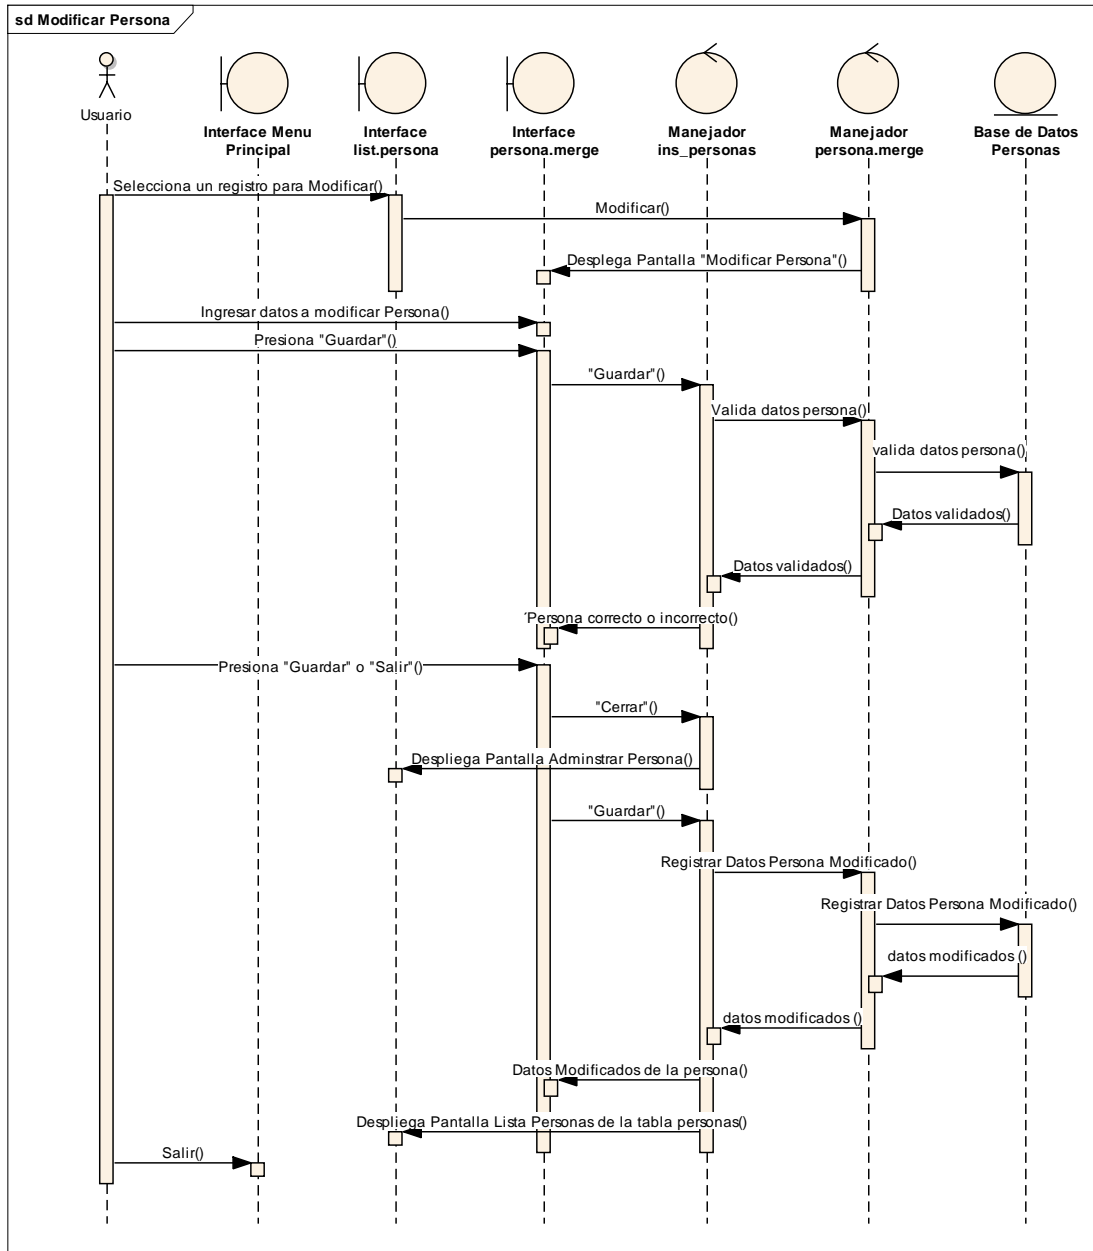 sd Modificar Persona
Usuario
Interface Menu
Principal
Interface
list.persona
Interface
persona.merge
Manejador
ins_personas
Manejador
persona.merge
Base de Datos
Personas
Selecciona un registro para Modificar()
Modificar()
Desplega Pantalla "Modificar Persona"()
Ingresar datos a modificar Persona()
Presiona "Guardar"()
"Guardar"()
Valida datos persona()
valida datos persona()
Datos validados()
Datos validados()
´Persona correcto o incorrecto()
Presiona "Guardar" o "Salir"()
"Cerrar"()
Despliega Pantalla Adminstrar Persona()
"Guardar"()
Registrar Datos Persona Modificado()
Registrar Datos Persona Modificado()
datos modificados ()
datos modificados ()
Datos Modificados de la persona()
Despliega Pantalla Lista Personas de la tabla personas()
Salir()